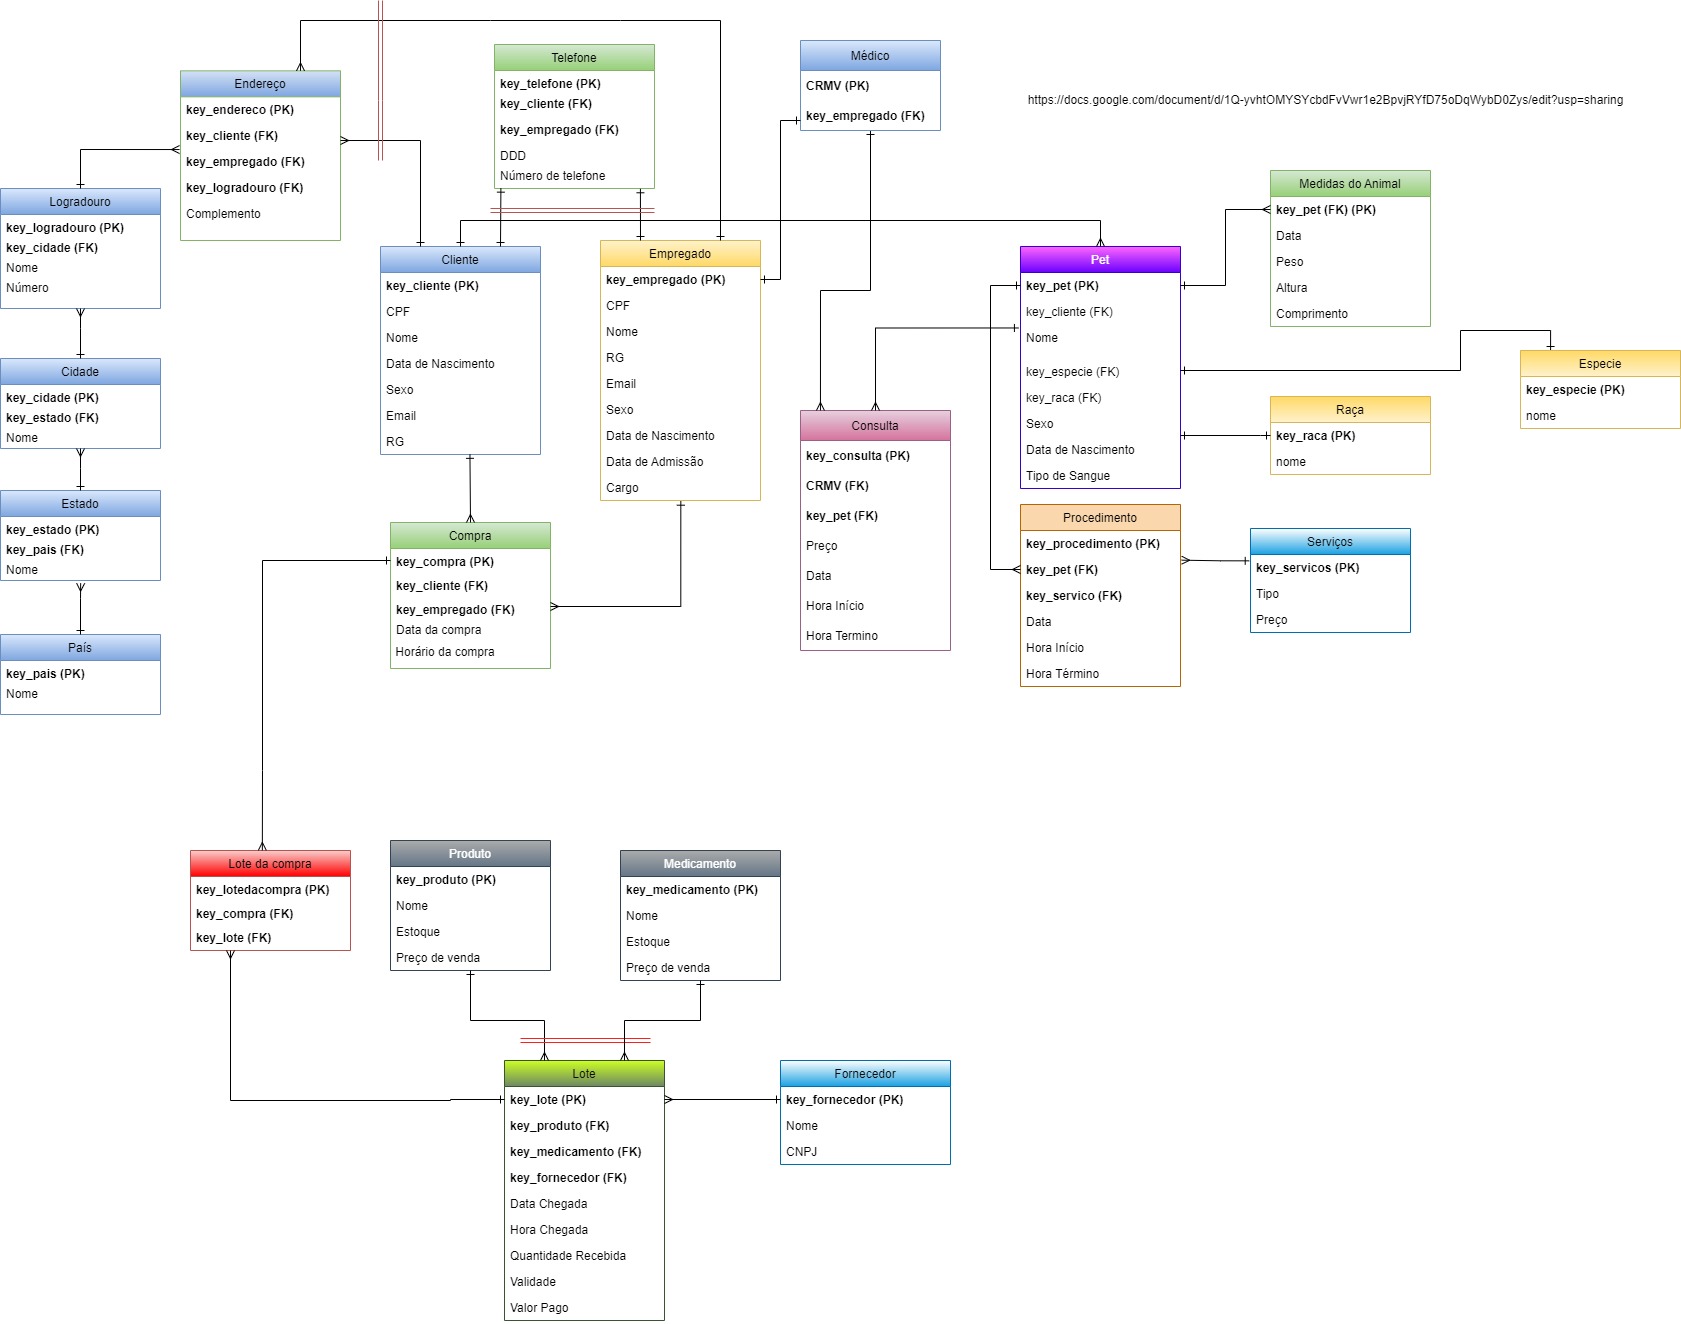 Endereço
key_endereco (PK)
key_cliente (FK)
key_empregado (FK)
key_logradouro (FK)
Complemento
Telefone
key_telefone (PK)
key_cliente (FK)
key_empregado (FK)
DDD
Número de telefone
Médico
CRMV (PK)
key_empregado (FK)
https://docs.google.com/document/d/1Q-yvhtOMYSYcbdFvVwr1e2BpvjRYfD75oDqWybD0Zys/edit?usp=sharing
Logradouro
key_logradouro (PK)
key_cidade (FK)
Nome
Número
Cidade
key_cidade (PK)
key_estado (FK)
Nome
Estado
key_estado (PK)
key_pais (FK)
Nome
País
key_pais (PK)
Nome
Cliente
key_cliente (PK)
CPF
Nome
Data de Nascimento
Sexo
Email
RG
Empregado
key_empregado (PK)
CPF
Nome
RG
Email
Sexo
Data de Nascimento
Data de Admissão
Cargo
Pet
key_pet (PK)
key_cliente (FK)
Nome
key_especie (FK)
key_raca (FK)
Sexo
Data de Nascimento
Tipo de Sangue
Medidas do Animal
key_pet (FK) (PK)
Data
Peso
Altura
Comprimento
Especie
key_especie (PK)
nome
Raça
key_raca (PK)
nome
Consulta
key_consulta (PK)
CRMV (FK)
key_pet (FK)
Preço
Data
Hora Início
Hora Termino
Procedimento
key_procedimento (PK)
key_pet (FK)
key_servico (FK)
Data
Hora Início
Hora Término
Serviços
key_servicos (PK)
Tipo
Preço
Compra
key_compra (PK)
key_cliente (FK)
key_empregado (FK)
Data da compra
Horário da compra
Lote da compra
key_lotedacompra (PK)
key_compra (FK)
key_lote (FK)
Produto
key_produto (PK)
Nome
Estoque
Preço de venda
Medicamento
key_medicamento (PK)
Nome
Estoque
Preço de venda
Lote
key_lote (PK)
key_produto (FK)
key_medicamento (FK)
key_fornecedor (FK)
Data Chegada
Hora Chegada
Quantidade Recebida
Validade
Valor Pago
Fornecedor
key_fornecedor (PK)
Nome
CNPJ